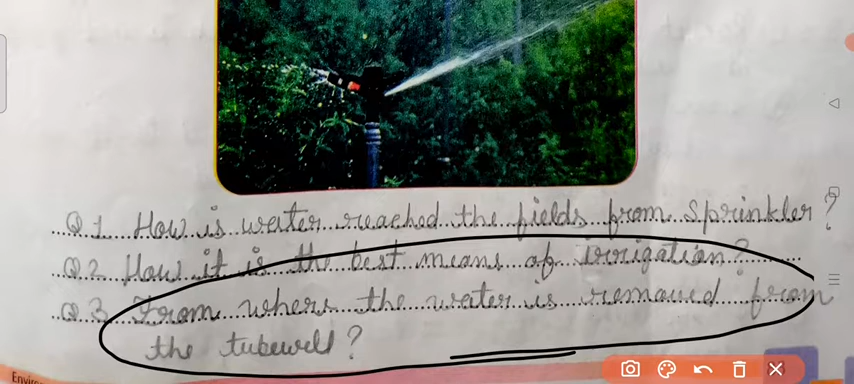 Q 1 How is water reached the fields from Sprinkler?
Q 2 How it is the best means of irrigation?
Q 3 From where the water is removed from
the tubewell?
Enviro